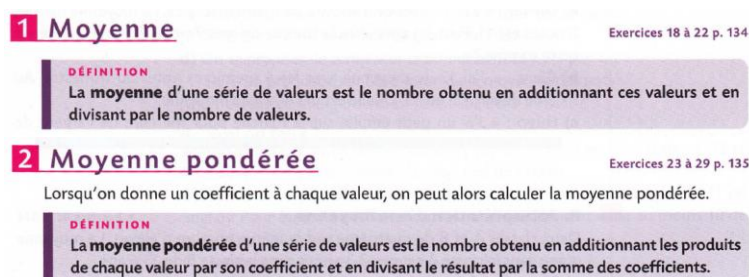 1 Moyenne Exercices 18 à 22 p. 134
DÉFINITION
La moyenne d'une série de valeurs est le nombre obtenu en additionnant ces valeurs et en
divisant par le nombre de valeurs.
2 Moyenne pondérée Exercices 23 à 29 p. 135
Lorsqu'on donne un coefficient à chaque valeur, on peut alors calculer la moyenne pondérée.
DÉFINITION
La moyenne pondérée d'une série de valeurs est le nombre obtenu en additionnant les produits
de chaque valeur par son coefficient et en divisant le résultat par la somme des coefficients.